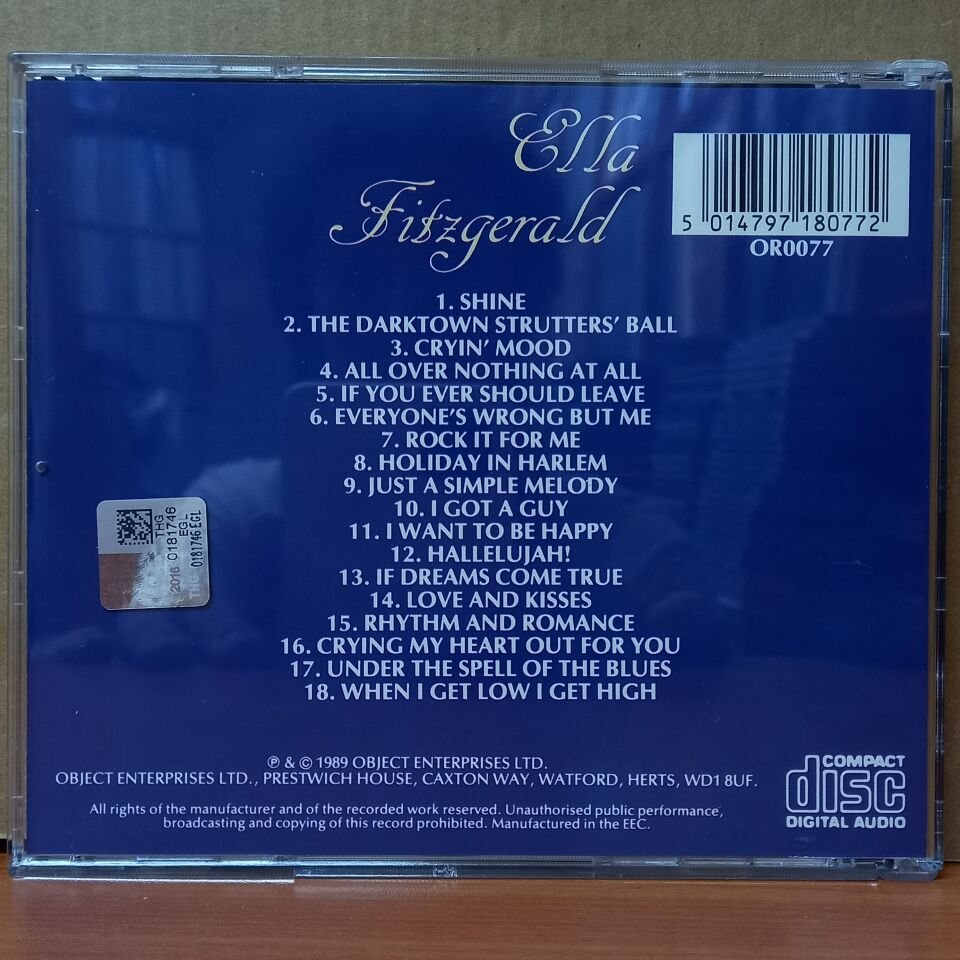 Ella
Fitzgerald
5 014797 180772
OR0077
1. SHINE
2. THE DARKTOWN STRUTTERS' BALL
3. CRYIN' MOOD
4. ALL OVER NOTHING AT ALL
5. IF YOU EVER SHOULD LEAVE
6. EVERYONE'S WRONG BUT ME
7. ROCK IT FOR ME
8. HOLIDAY IN HARLEM
9. JUST A SIMPLE MELODY
10. I GOT A GUY
11. I WANT TO BE HAPPY
12. HALLELUJAH!
13. IF DREAMS COME TRUE
14. LOVE AND KISSES
15. RHYTHM AND ROMANCE
16. CRYING MY HEART OUT FOR YOU
17. UNDER THE SPELL OF THE BLUES
18. WHEN I GET LOW I GET HIGH
THG
EGL
2016 0181746
THG 0181746 EGL
℗ & © 1989 OBJECT ENTERPRISES LTD.
OBJECT ENTERPRISES LTD., PRESTWICH HOUSE, CAXTON WAY, WATFORD, HERTS, WD1 8UF.
All rights of the manufacturer and of the recorded work reserved. Unauthorised public performance,
broadcasting and copying of this record prohibited. Manufactured in the EEC.
COMPACT
disc
DIGITAL AUDIO